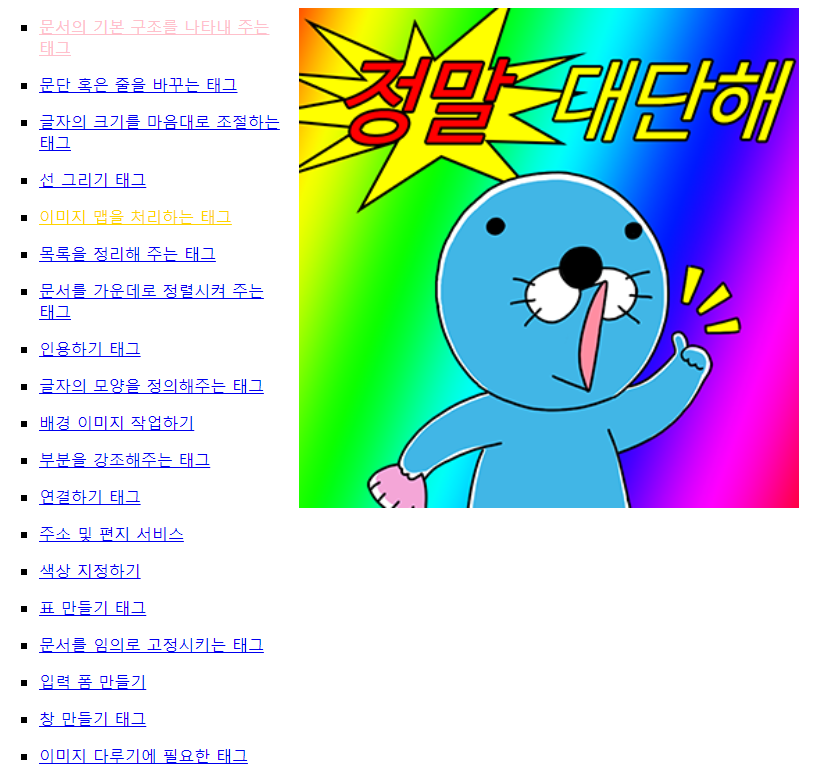 문서의 기본 구조를 나타내 주는
태그
문단 혹은 줄을 바꾸는 태그
글자의 크기를 마음대로 조절하는
태그
선 그리기 태그
이미지 맵을 처리하는 태그
목록을 정리해 주는 태그
문서를 가운데로 정렬시켜 주는
태그
인용하기 태그
글자의 모양을 정의해주는 태그
배경 이미지 작업하기
부분을 강조해주는 태그
연결하기 태그
주소 및 편지 서비스
색상 지정하기
표 만들기 태그
문서를 임의로 고정시키는 태그
입력 폼 만들기
창 만들기 태그
이미지 다루기에 필요한 태그
정말 대단해